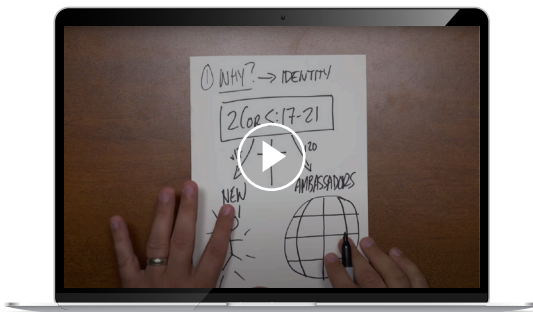 ① WHY? → IDENTITY
2 COR 5:17-21
NEW AMBASSADORS